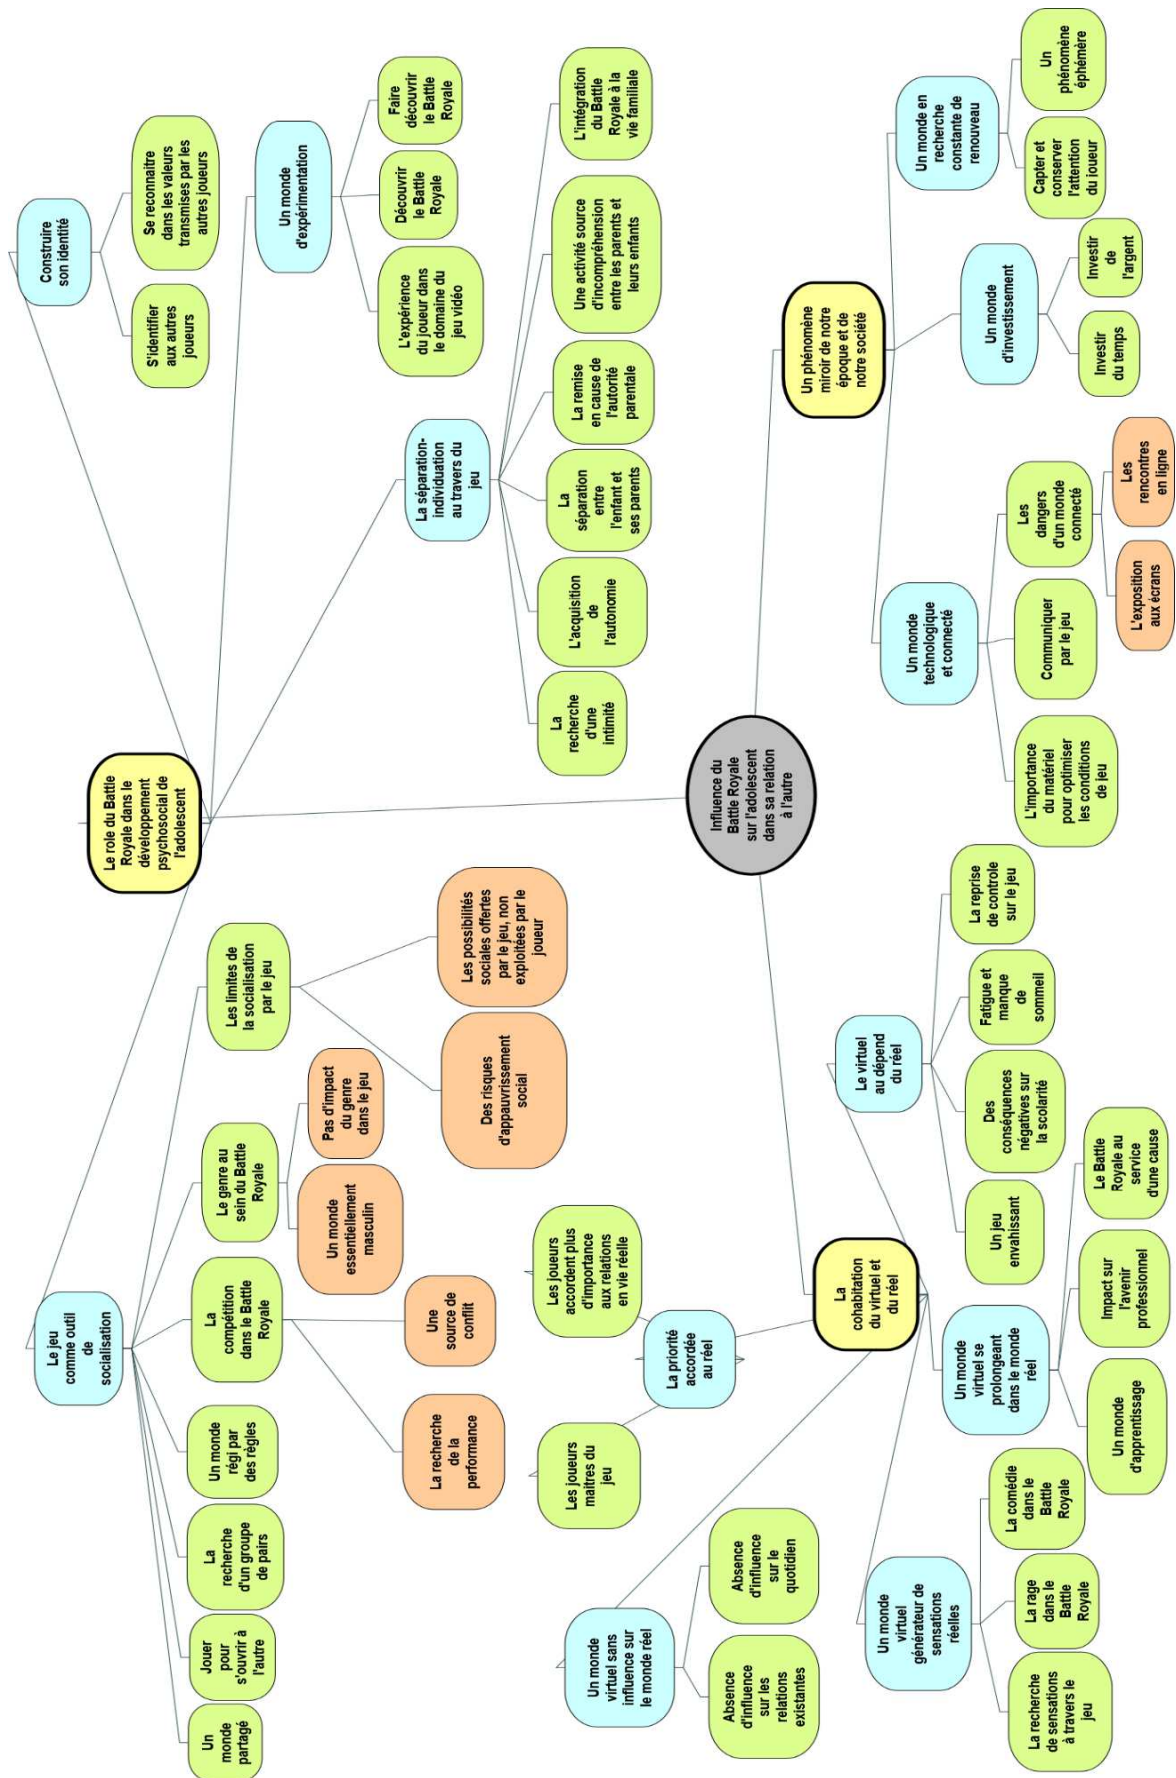 Le role du Battle
Royale dans le
développement
psychosocial de
l'adolescent
Le jeu
comme outil
de
socialisation
Un
monde
partagé
Jouer
pour
s'ouvrir à
l'autre
La
recherche
d'un groupe
de pairs
Un monde
régi par
des règles
La
compétition
dans le Battle
Royale
La recherche
de la
performance
Une
source de
conflit
Le genre au
sein du Battle
Royale
Un monde
essentiellement
masculin
Pas d'impact
du genre
dans le jeu
Les limites de
la socialisation
par le jeu
Des risques
d'appauvrissement
social
Les possibilités
sociales offertes
par le jeu, non
exploitées par le
joueur
La séparation-
individuation
au travers du
jeu
La
recherche
d'une
intimité
L'acquisition
de
l'autonomie
La
séparation
entre
l'enfant et
ses parents
La remise
en cause de
l'autorité
parentale
Une activité source
d'incompréhension
entre les parents et
leurs enfants
L'intégration
du Battle
Royale à la
vie familiale
Un monde
d'expérimentation
L'expérience
du joueur dans
le domaine du
jeu vidéo
Découvrir
le Battle
Royale
Faire
découvrir
le Battle
Royale
Construire
son identité
S'identifier
aux autres
joueurs
Se reconnaitre
dans les valeurs
transmises par les
autres joueurs
Influence du
Battle Royale
sur l'adolescent
dans sa relation
à l'autre
La
cohabitation
du virtuel et
du réel
Un monde
virtuel sans
influence sur
le monde réel
Absence
d'influence
sur les
relations
existantes
Absence
d'influence
sur le
quotidien
La priorité
accordée
au réel
Les joueurs
maitres du
jeu
Les joueurs
accordent plus
d'importance
aux relations
en vie réelle
Un monde
virtuel
générateur de
sensations
réelles
La recherche
de sensations
à travers le
jeu
La rage
dans le
Battle
Royale
La comédie
dans le
Battle
Royale
Un monde
virtuel se
prolongeant
dans le monde
réel
Un monde
d'apprentissage
Impact sur
l'avenir
professionnel
Le Battle
Royale au
service
d'une cause
Le virtuel
au dépend
du réel
Un jeu
envahissant
Des
conséquences
négatives sur
la scolarité
Fatigue et
manque
de
sommeil
La reprise
de controle
sur le jeu
Un phénomène
miroir de notre
époque et de
notre société
Un monde
technologique
et connecté
L'importance
du matériel
pour optimiser
les conditions
de jeu
Communiquer
par le jeu
Les
dangers
d'un monde
connecté
L'exposition
aux écrans
Les
rencontres
en ligne
Un monde
d'investissement
Investir
du temps
Investir
de
l'argent
Un monde en
recherche
constante de
renouveau
Capter et
conserver
l'attention
du joueur
Un
phénomène
éphémère